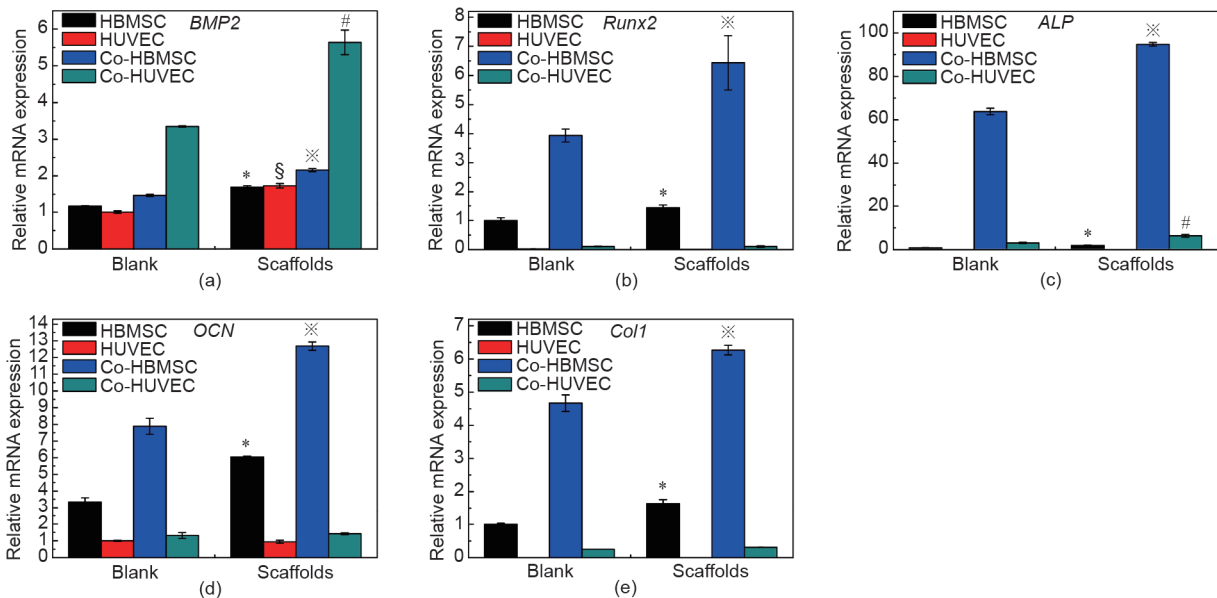 BMP2
HBMSC
HUVEC
Co-HBMSC
Co-HUVEC
#
*
§
※
Relative mRNA expression
6
5
4
3
2
1
0
Blank
Scaffolds
(a)
Runx2
HBMSC
HUVEC
Co-HBMSC
Co-HUVEC
※
*
Relative mRNA expression
8
7
6
5
4
3
2
1
0
Blank
Scaffolds
(b)
ALP
HBMSC
HUVEC
Co-HBMSC
Co-HUVEC
※
*
#
Relative mRNA expression
100
80
60
40
20
0
Blank
Scaffolds
(c)
OCN
HBMSC
HUVEC
Co-HBMSC
Co-HUVEC
※
*
Relative mRNA expression
14
13
12
11
10
9
8
7
6
5
4
3
2
1
0
Blank
Scaffolds
(d)
Col1
HBMSC
HUVEC
Co-HBMSC
Co-HUVEC
※
*
Relative mRNA expression
7
6
5
4
3
2
1
0
Blank
Scaffolds
(e)